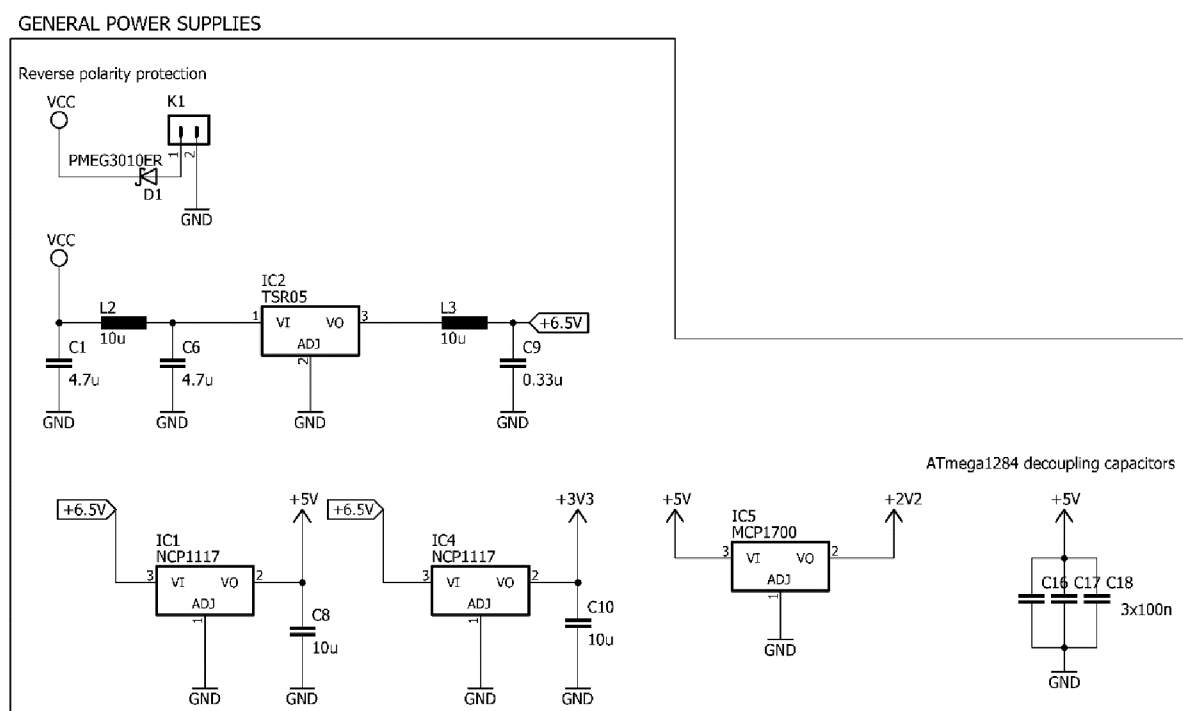 GENERAL POWER SUPPLIES
Reverse polarity protection
VCC
K1
1
2
PMEG3010ER
D1
GND
VCC
IC2
TSR05
L2
10u
1
VI
VO
3
ADJ
2
L3
10u
+6.5V
C1
4.7u
C6
4.7u
C9
0.33u
GND
GND
GND
GND
ATmega1284 decoupling capacitors
+6.5V
+5V
IC1
NCP1117
3
VI
VO
2
ADJ
1
C8
10u
GND
GND
+6.5V
+3V3
IC4
NCP1117
3
VI
VO
2
ADJ
1
C10
10u
GND
GND
+5V
+2V2
IC5
MCP1700
3
VI
VO
2
ADJ
1
GND
+5V
C16
C17
C18
3x100n
GND